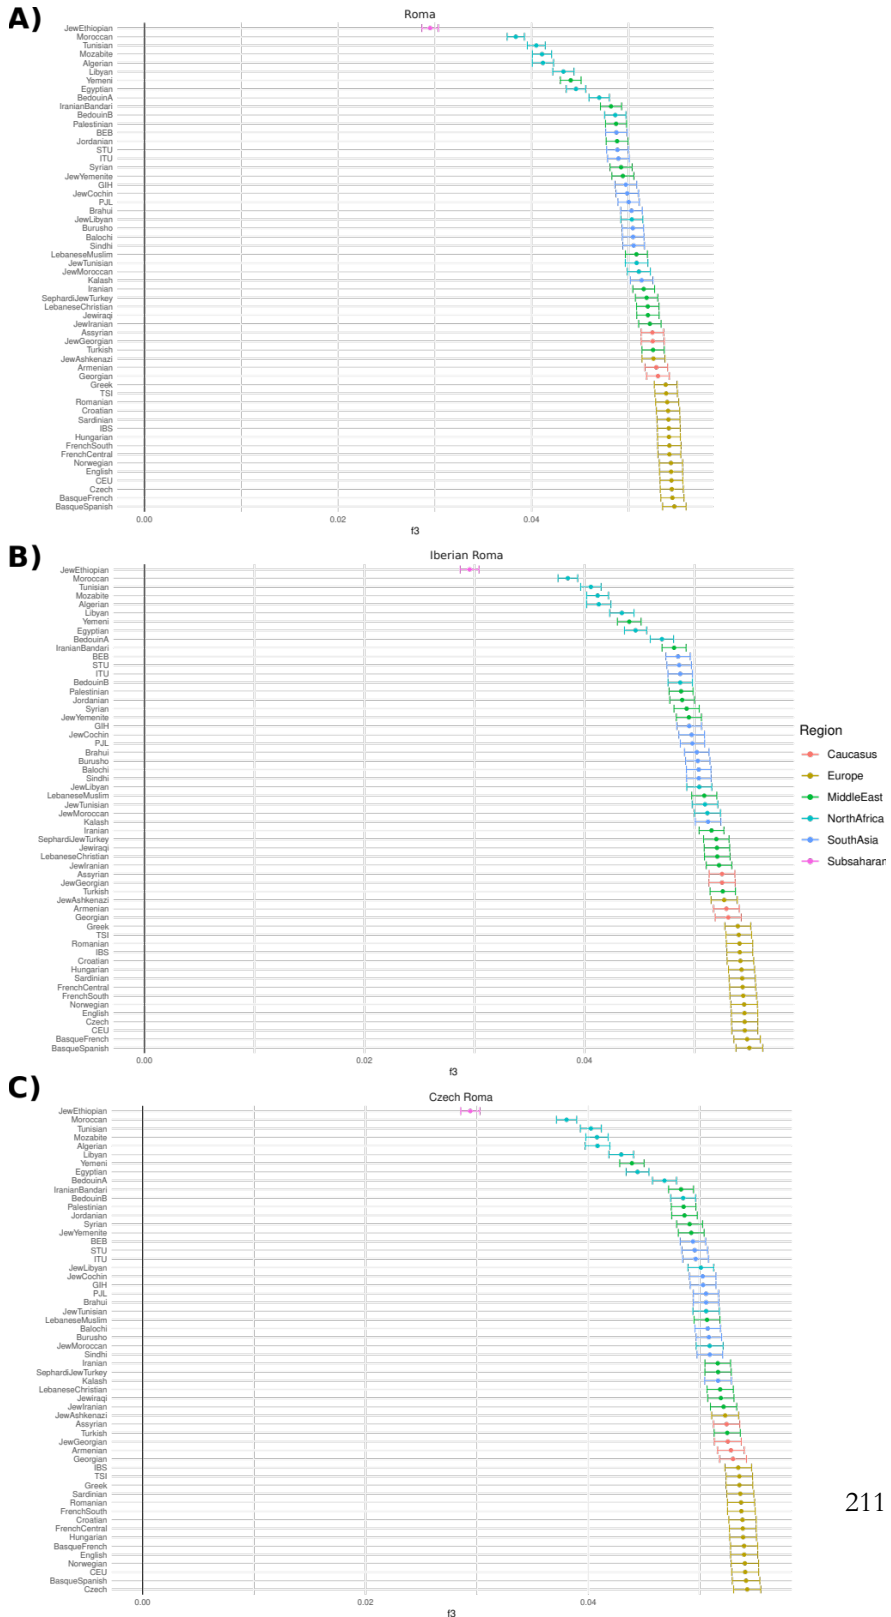 A)
Roma
JewEthiopian
Moroccan
Tunisian
Mozabite
Algerian
Libyan
Yemeni
Egyptian
BedouinA
IranianBandari
BedouinB
Palestinian
BEB
Jordanian
STU
ITU
Syrian
JewYemenite
GIH
JewCochin
PJL
Brahui
JewLibyan
Burusho
Balochi
Sindhi
LebaneseMuslim
JewTunisian
JewMoroccan
Kalash
Iranian
SephardiJewTurkey
LebaneseChristian
Jewiraqi
JewIranian
Assyrian
JewGeorgian
Turkish
JewAshkenazi
Armenian
Georgian
Greek
TSI
Romanian
Croatian
Sardinian
IBS
Hungarian
FrenchSouth
FrenchCentral
Norwegian
English
CEU
Czech
BasqueFrench
BasqueSpanish
0.00 0.02 0.04
f3
B)
Iberian Roma
JewEthiopian
Moroccan
Tunisian
Mozabite
Algerian
Libyan
Yemeni
Egyptian
BedouinA
IranianBandari
BEB
STU
ITU
BedouinB
Palestinian
Jordanian
Syrian
JewYemenite
GIH
JewCochin
PJL
Brahui
Burusho
Balochi
Sindhi
JewLibyan
LebaneseMuslim
JewTunisian
JewMoroccan
Kalash
Iranian
SephardiJewTurkey
Jewiraqi
LebaneseChristian
JewIranian
Assyrian
JewGeorgian
Turkish
JewAshkenazi
Armenian
Georgian
Greek
TSI
Romanian
IBS
Croatian
Hungarian
Sardinian
FrenchCentral
FrenchSouth
Norwegian
English
Czech
CEU
BasqueFrench
BasqueSpanish
0.00 0.02 0.04
f3
Region
Caucasus
Europe
MiddleEast
NorthAfrica
SouthAsia
Subsaharan
C)
Czech Roma
JewEthiopian
Moroccan
Tunisian
Mozabite
Algerian
Libyan
Yemeni
Egyptian
BedouinA
IranianBandari
BedouinB
Palestinian
Jordanian
Syrian
JewYemenite
BEB
STU
ITU
JewLibyan
JewCochin
GIH
PJL
Brahui
JewTunisian
LebaneseMuslim
Balochi
Burusho
JewMoroccan
Sindhi
Iranian
SephardiJewTurkey
Kalash
LebaneseChristian
Jewiraqi
JewIranian
JewAshkenazi
Assyrian
Turkish
JewGeorgian
Armenian
Georgian
IBS
TSI
Greek
Sardinian
Romanian
FrenchSouth
Croatian
FrenchCentral
Hungarian
BasqueFrench
English
Norwegian
CEU
BasqueSpanish
Czech
0.00 0.02 0.04
f3
211